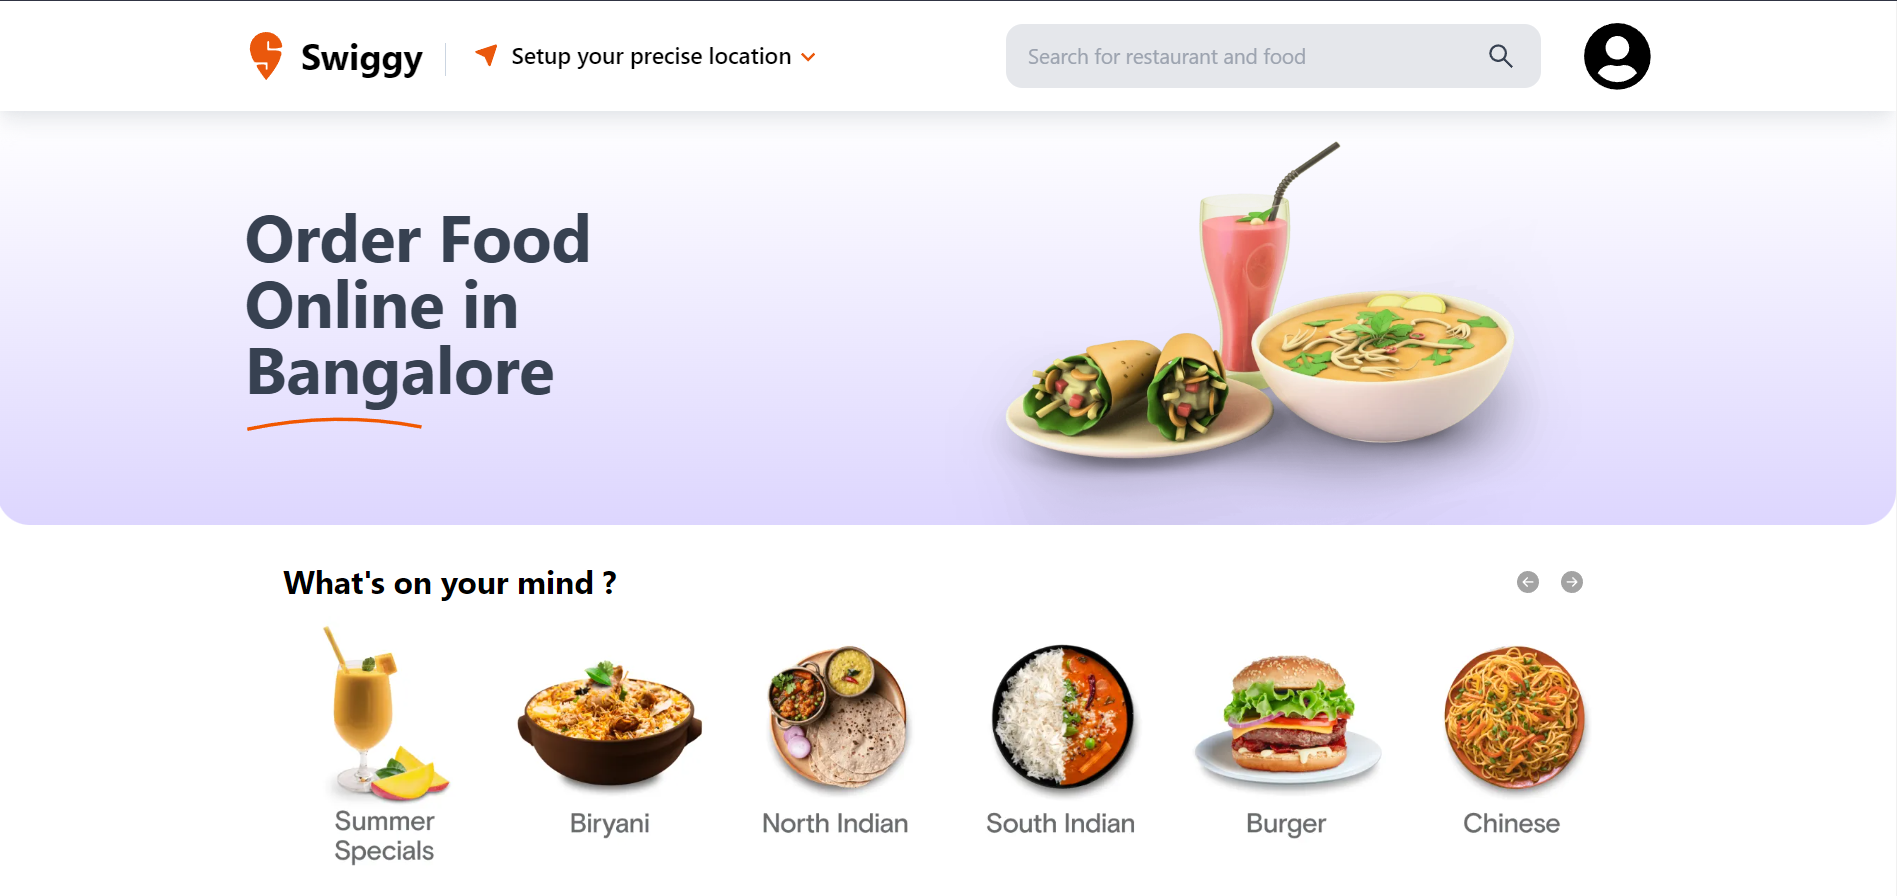 Swiggy
Setup your precise location
Search for restaurant and food
Order Food
Online in
Bangalore
What's on your mind ?
Summer
Specials
Biryani
North Indian
South Indian
Burger
Chinese